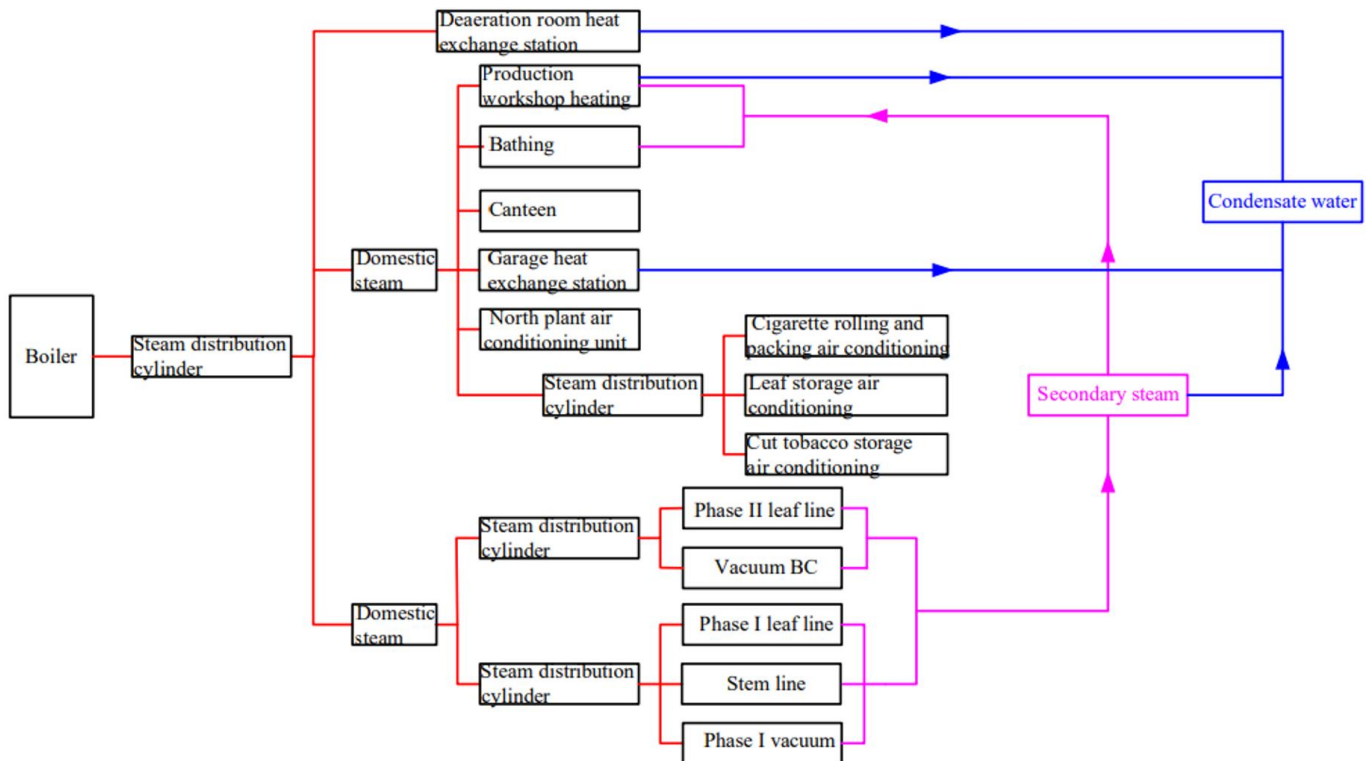 Deaeration room heat
exchange station
Production
workshop heating
Bathing
Condensate water
Canteen
Domestic
steam
Garage heat
exchange station
North plant air
conditioning unit
Cigarette rolling and
packing air conditioning
Boiler
Steam distribution
cylinder
Steam distribution
cylinder
Leaf storage air
conditioning
Secondary steam
Cut tobacco storage
air conditioning
Steam distribution
cylinder
Phase II leaf line
Vacuum BC
Domestic
steam
Phase I leaf line
Steam distribution
cylinder
Stem line
Phase I vacuum